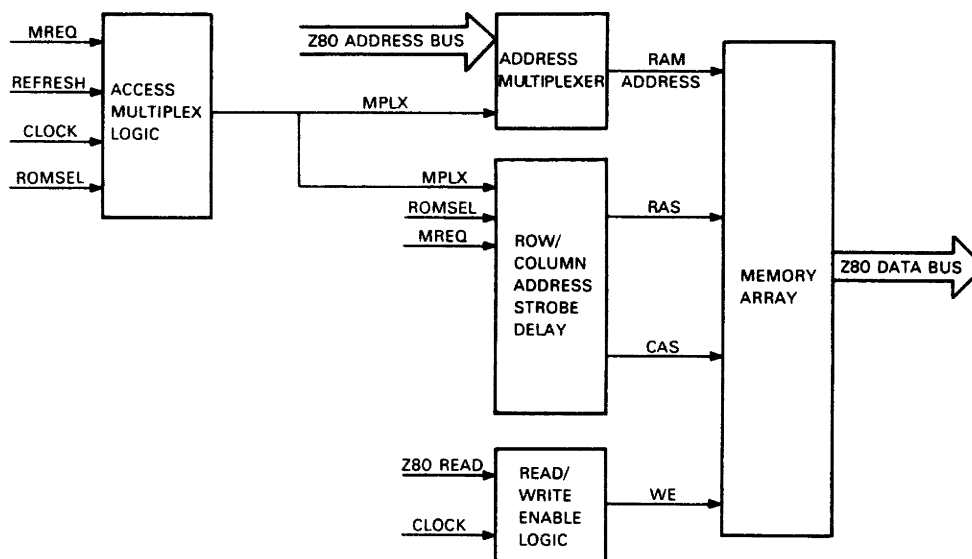 MREQ
REFRESH
CLOCK
ROMSEL
ACCESS
MULTIPLEX
LOGIC
Z80 ADDRESS BUS
MPLX
ADDRESS
MULTIPLEXER
RAM
ADDRESS
MPLX
ROMSEL
MREQ
ROW/
COLUMN
ADDRESS
STROBE
DELAY
RAS
CAS
MEMORY
ARRAY
Z80 DATA BUS
Z80 READ
CLOCK
READ/
WRITE
ENABLE
LOGIC
WE